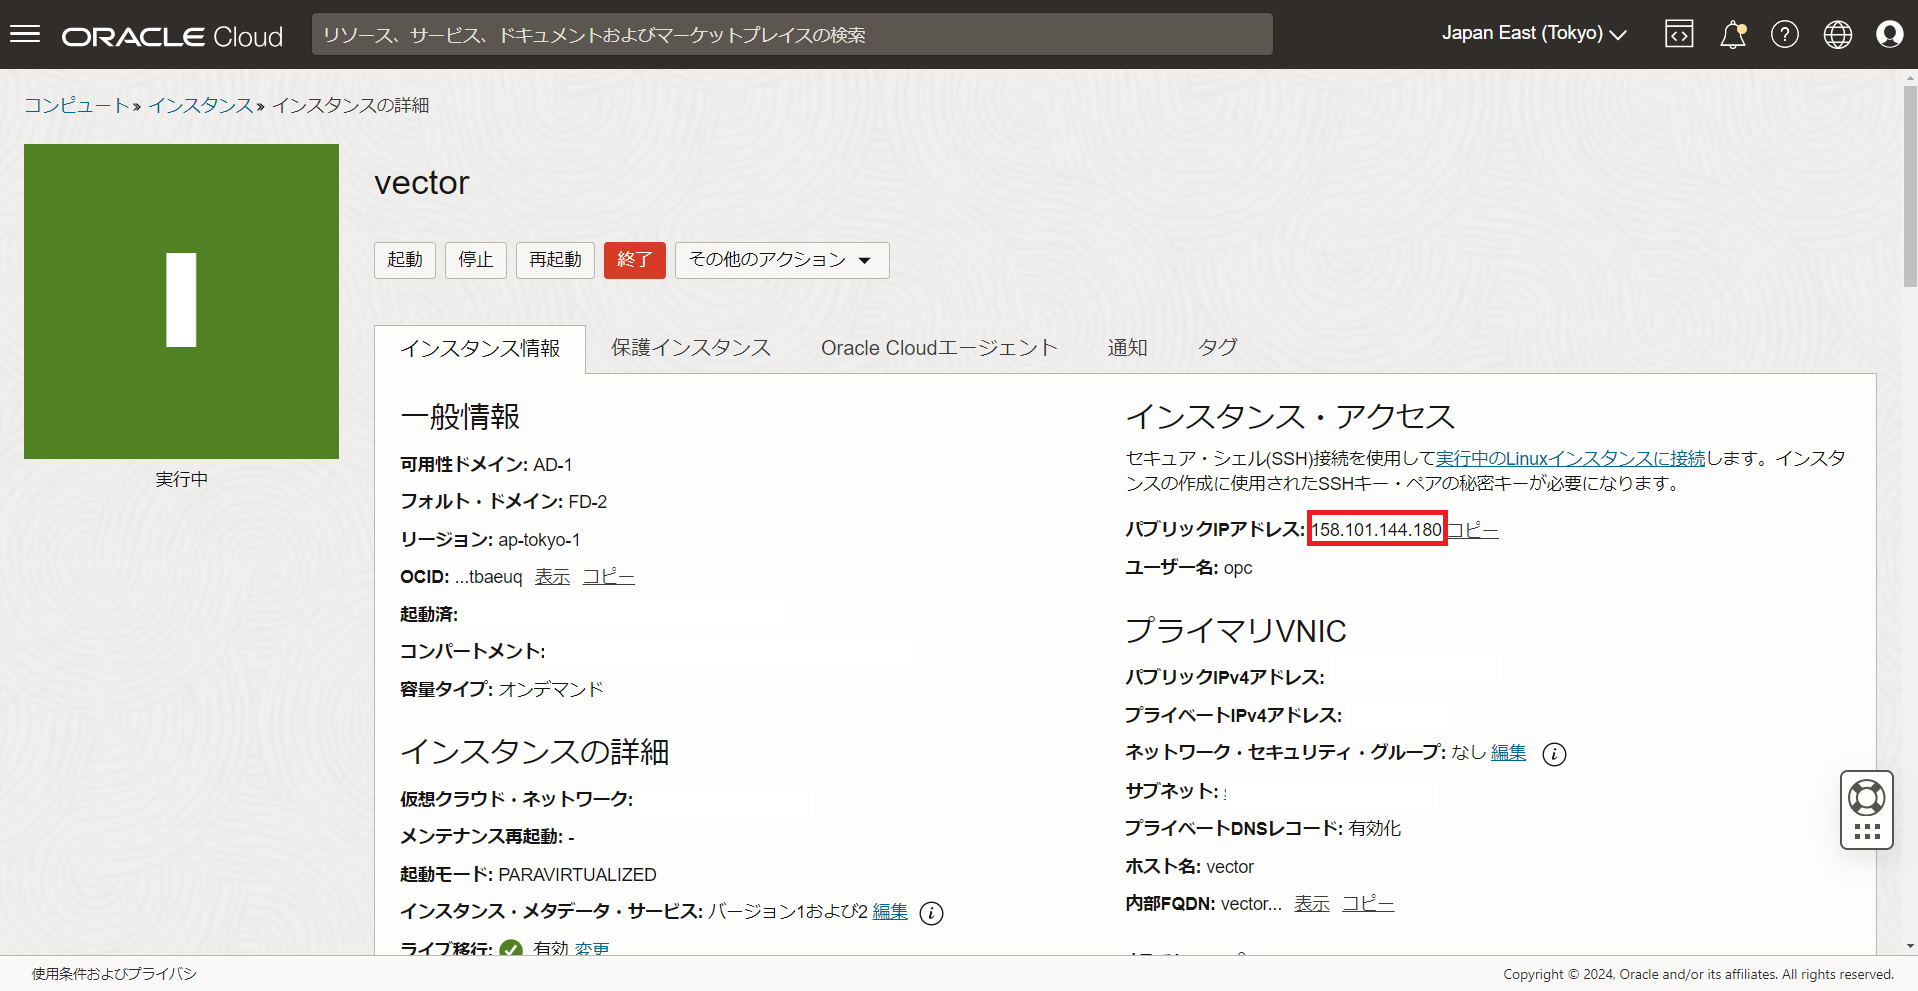 ORACLE Cloud
リソース、サービス、ドキュメントおよびマーケットプレイスの検索
Japan East (Tokyo)
コンピュート » インスタンス » インスタンスの詳細
実行中
vector
起動 停止 再起動 終了 その他のアクション
インスタンス情報 保護インスタンス Oracle Cloudエージェント 通知 タグ
一般情報
可用性ドメイン: AD-1
フォルト・ドメイン: FD-2
リージョン: ap-tokyo-1
OCID: ...tbaeuq 表示 コピー
起動済:
コンパートメント:
容量タイプ: オンデマンド
インスタンスの詳細
仮想クラウド・ネットワーク:
メンテナンス再起動: -
起動モード: PARAVIRTUALIZED
インスタンス・メタデータ・サービス: バージョン1および2 編集
ライブ移行: 有効 変更
インスタンス・アクセス
セキュア・シェル(SSH)接続を使用して実行中のLinuxインスタンスに接続します。インスタ
ンスの作成に使用されたSSHキー・ペアの秘密キーが必要になります。
パブリックIPアドレス: 158.101.144.180 コピー
ユーザー名: opc
プライマリVNIC
パブリックIPv4アドレス:
プライベートIPv4アドレス:
ネットワーク・セキュリティ・グループ: なし 編集
サブネット:
プライベートDNSレコード: 有効化
ホスト名: vector
内部FQDN: vector... 表示 コピー
使用条件およびプライバシ
Copyright © 2024, Oracle and/or its affiliates. All rights reserved.